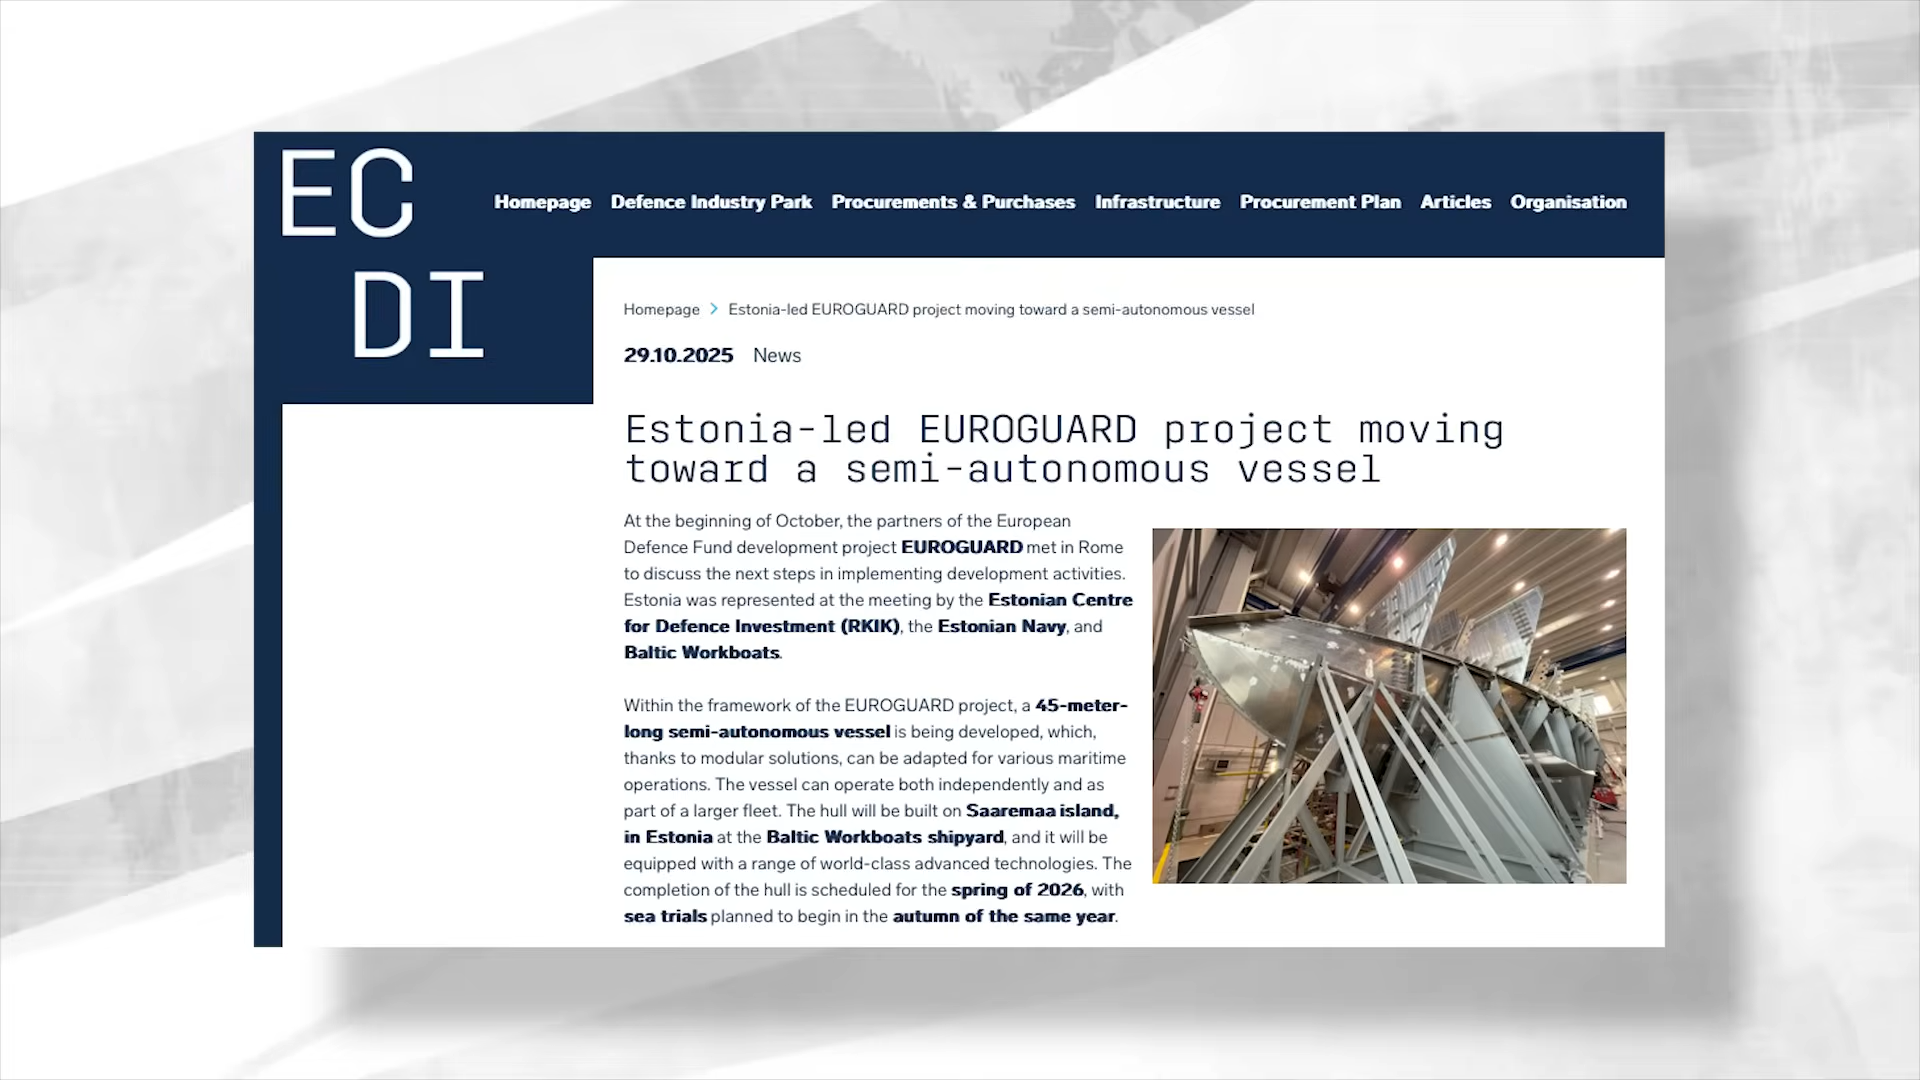 EC
DI
Homepage Defence Industry Park Procurements & Purchases Infrastructure Procurement Plan Articles Organisation
Homepage > Estonia-led EUROGUARD project moving toward a semi-autonomous vessel
29.10.2025 News
Estonia-led EUROGUARD project moving
toward a semi-autonomous vessel
At the beginning of October, the partners of the European
Defence Fund development project EUROGUARD met in Rome
to discuss the next steps in implementing development activities.
Estonia was represented at the meeting by the Estonian Centre
for Defence Investment (RKIK), the Estonian Navy, and
Baltic Workboats.
Within the framework of the EUROGUARD project, a 45-meter-
long semi-autonomous vessel is being developed, which,
thanks to modular solutions, can be adapted for various maritime
operations. The vessel can operate both independently and as
part of a larger fleet. The hull will be built on Saaremaa island,
in Estonia at the Baltic Workboats shipyard, and it will be
equipped with a range of world-class advanced technologies. The
completion of the hull is scheduled for the spring of 2026, with
sea trials planned to begin in the autumn of the same year.